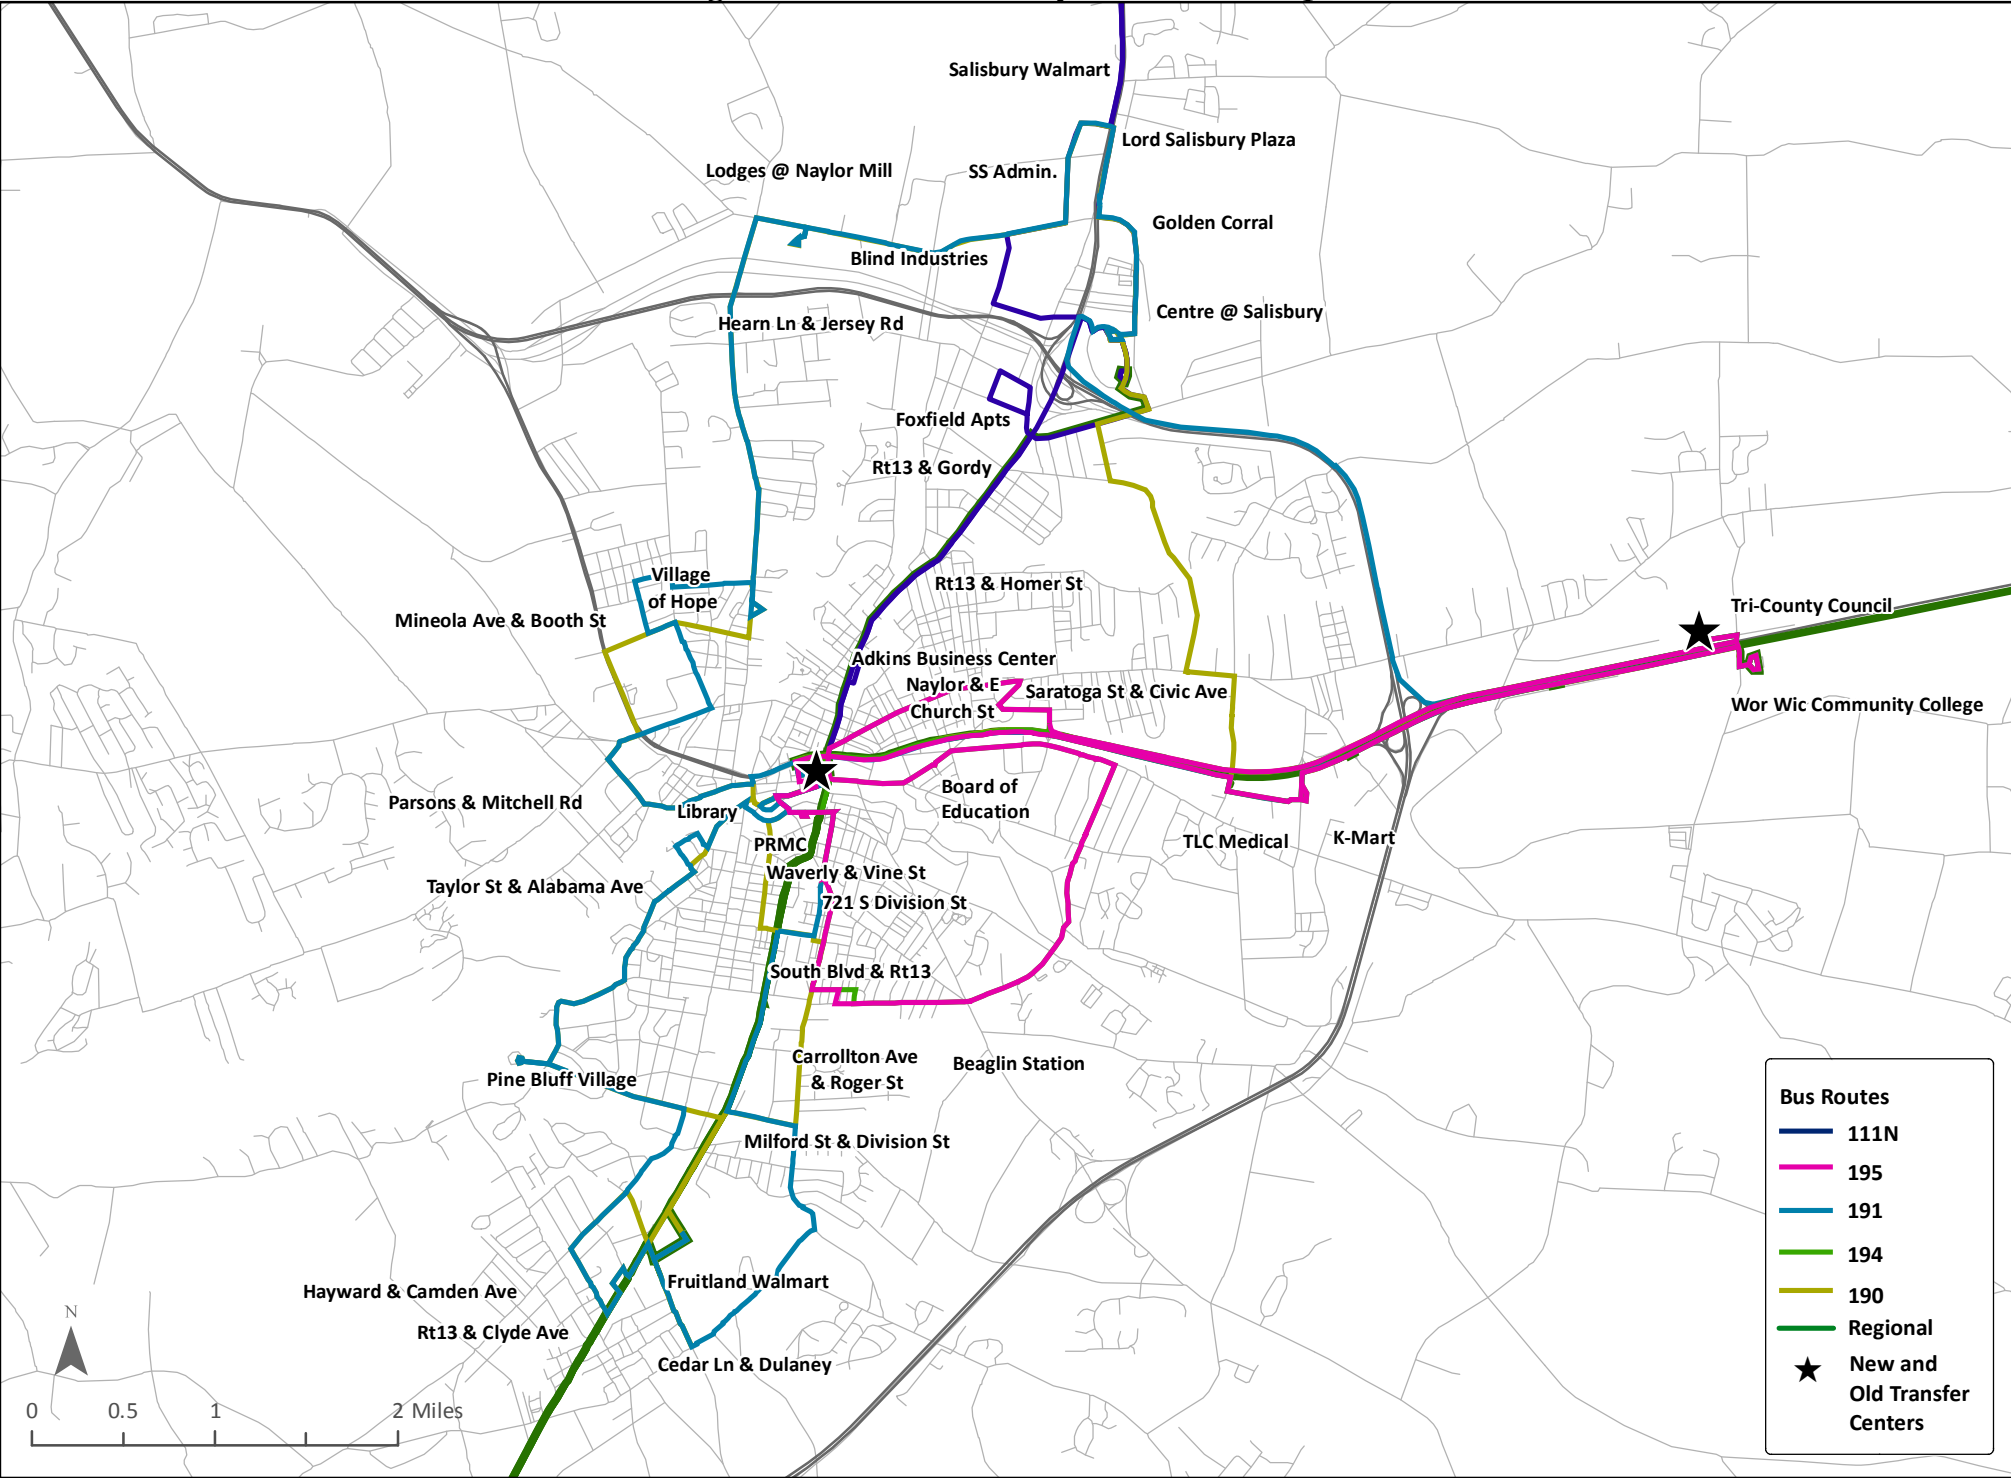 Salisbury Walmart
Lord Salisbury Plaza
Lodges @ Naylor Mill
SS Admin.
Golden Corral
Blind Industries
Centre @ Salisbury
Hearn Ln & Jersey Rd
Foxfield Apts
Rt13 & Gordy
Village
of Hope
Rt13 & Homer St
Mineola Ave & Booth St
Tri-County Council
Adkins Business Center
Naylor & E
Church St
Saratoga St & Civic Ave
Wor Wic Community College
Board of
Education
Parsons & Mitchell Rd
Library
PRMC
TLC Medical
K-Mart
Waverly & Vine St
Taylor St & Alabama Ave
721 S Division St
South Blvd & Rt13
Carrollton Ave
& Roger St
Beaglin Station
Pine Bluff Village
Milford St & Division St
Fruitland Walmart
Hayward & Camden Ave
Rt13 & Clyde Ave
Cedar Ln & Dulaney
N
0 0.5 1 2 Miles
Bus Routes
111N
195
191
194
190
Regional
New and
Old Transfer
Centers